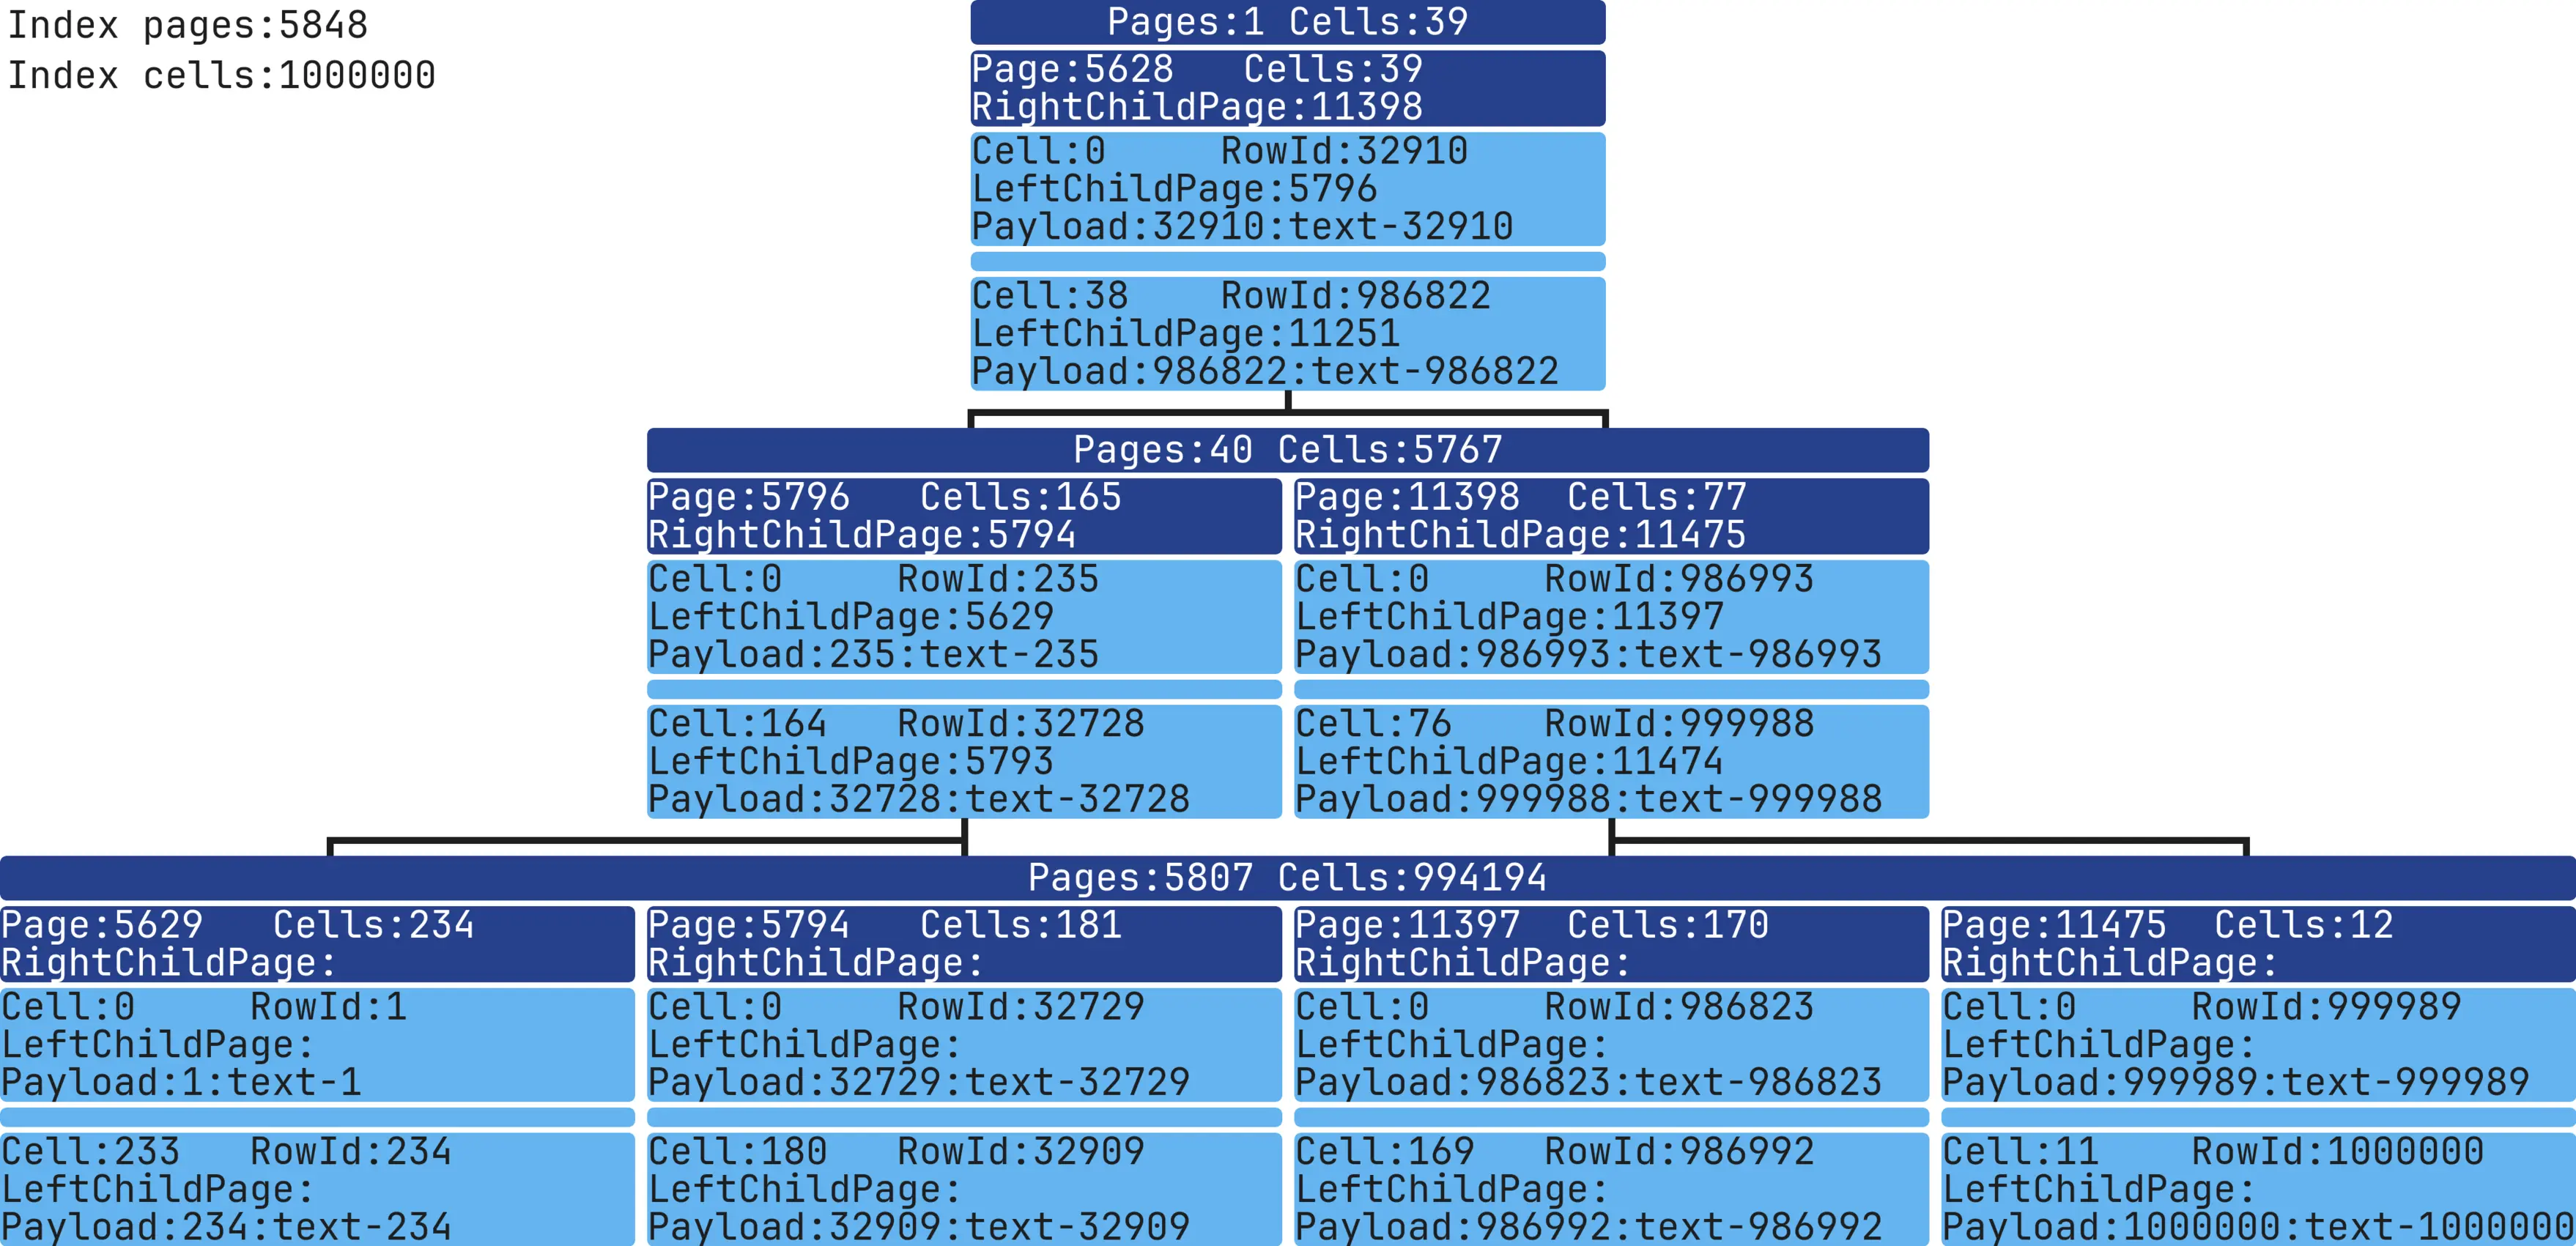 Index pages:5848
Index cells:1000000
Pages:1 Cells:39
Page:5628 Cells:39
RightChildPage:11398
Cell:0 RowId:32910
LeftChildPage:5796
Payload:32910:text-32910
Cell:38 RowId:986822
LeftChildPage:11251
Payload:986822:text-986822
Pages:40 Cells:5767
Page:5796 Cells:165
RightChildPage:5794
Cell:0 RowId:235
LeftChildPage:5629
Payload:235:text-235
Cell:164 RowId:32728
LeftChildPage:5793
Payload:32728:text-32728
Page:11398 Cells:77
RightChildPage:11475
Cell:0 RowId:986993
LeftChildPage:11397
Payload:986993:text-986993
Cell:76 RowId:999988
LeftChildPage:11474
Payload:999988:text-999988
Pages:5807 Cells:994194
Page:5629 Cells:234
RightChildPage:
Cell:0 RowId:1
LeftChildPage:
Payload:1:text-1
Cell:233 RowId:234
LeftChildPage:
Payload:234:text-234
Page:5794 Cells:181
RightChildPage:
Cell:0 RowId:32729
LeftChildPage:
Payload:32729:text-32729
Cell:180 RowId:32909
LeftChildPage:
Payload:32909:text-32909
Page:11397 Cells:170
RightChildPage:
Cell:0 RowId:986823
LeftChildPage:
Payload:986823:text-986823
Cell:169 RowId:986992
LeftChildPage:
Payload:986992:text-986992
Page:11475 Cells:12
RightChildPage:
Cell:0 RowId:999989
LeftChildPage:
Payload:999989:text-999989
Cell:11 RowId:1000000
LeftChildPage:
Payload:1000000:text-1000000